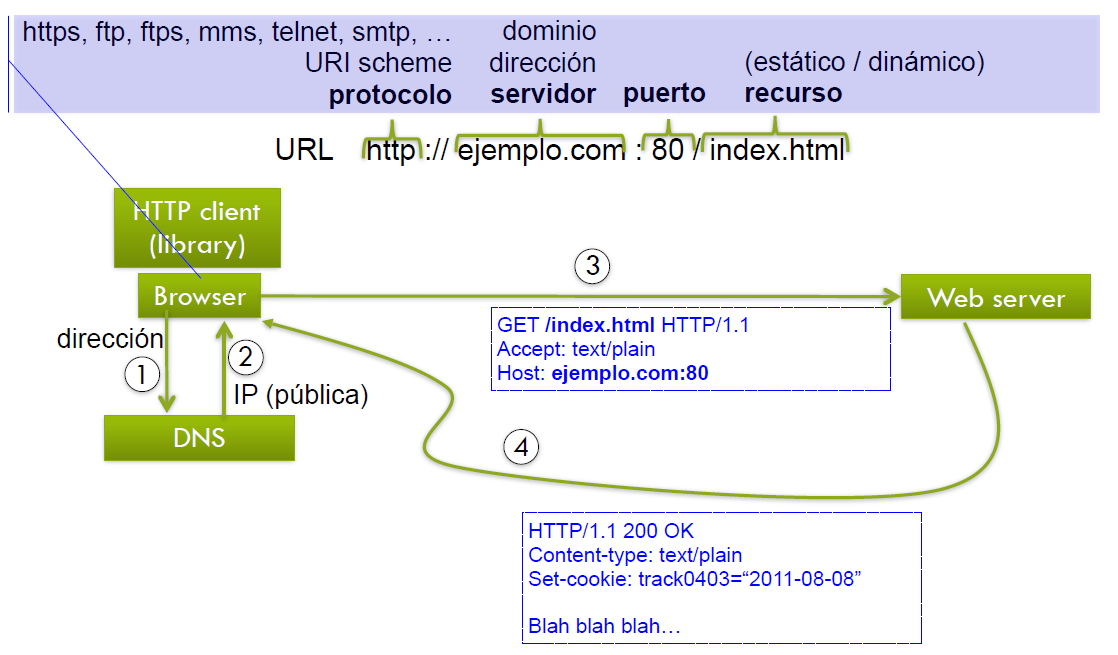 https, ftp, ftps, mms, telnet, smtp, …
dominio
URI scheme
dirección
(estático / dinámico)
protocolo
servidor
puerto
recurso
URL
http :// ejemplo.com : 80 / index.html
HTTP client
(library)
Browser
3
Web server
GET /index.html HTTP/1.1
Accept: text/plain
Host: ejemplo.com:80
dirección
1
2
IP (pública)
DNS
4
HTTP/1.1 200 OK
Content-type: text/plain
Set-cookie: track0403=“2011-08-08”
Blah blah blah…